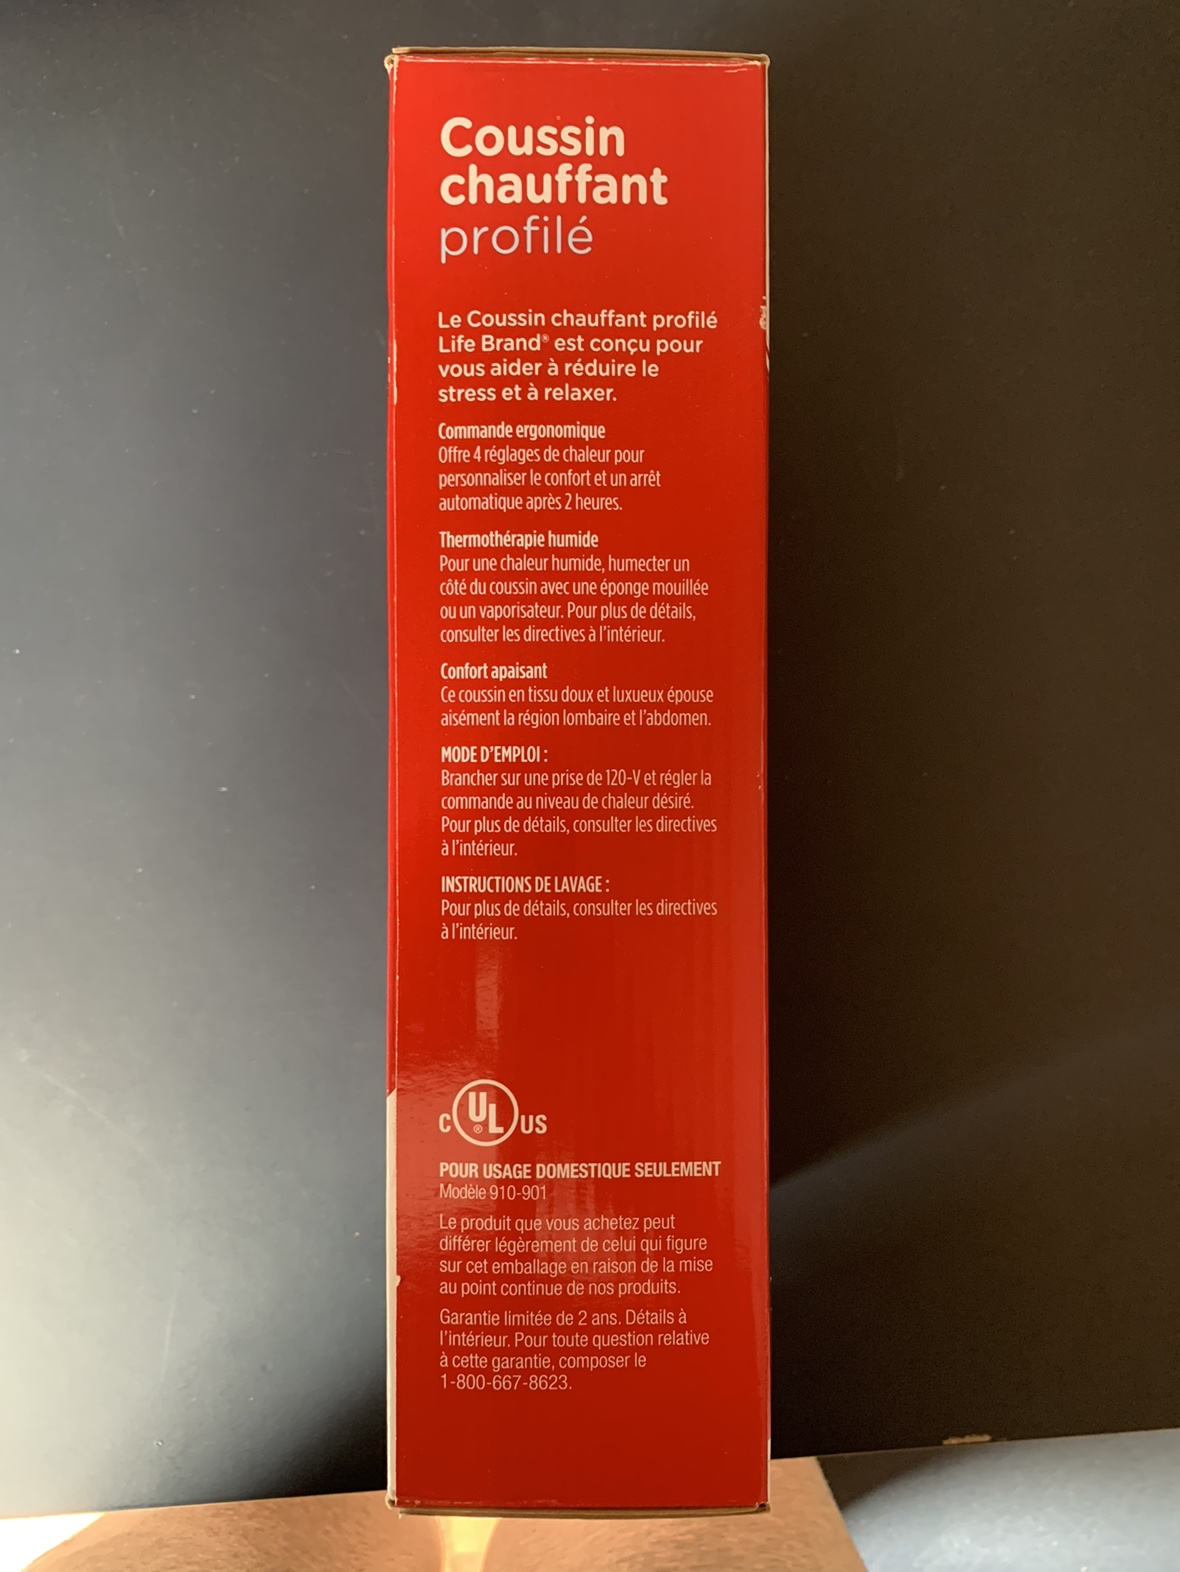 Coussin
chauffant
profilé
Le Coussin chauffant profilé
Life Brand® est conçu pour
vous aider à réduire le
stress et à relaxer.
Commande ergonomique
Offre 4 réglages de chaleur pour
personnaliser le confort et un arrêt
automatique après 2 heures.
Thermothérapie humide
Pour une chaleur humide, humecter un
côté du coussin avec une éponge mouillée
ou un vaporisateur. Pour plus de détails,
consulter les directives à l'intérieur.
Confort apaisant
Ce coussin en tissu doux et luxueux épouse
aisément la région lombaire et l'abdomen.
MODE D'EMPLOI :
Brancher sur une prise de 120-V et régler la
commande au niveau de chaleur désiré.
Pour plus de détails, consulter les directives
à l'intérieur.
INSTRUCTIONS DE LAVAGE :
Pour plus de détails, consulter les directives
à l'intérieur.
C UL® US
POUR USAGE DOMESTIQUE SEULEMENT
Modèle 910-901
Le produit que vous achetez peut
différer légèrement de celui qui figure
sur cet emballage en raison de la mise
au point continue de nos produits.
Garantie limitée de 2 ans. Détails à
l'intérieur. Pour toute question relative
à cette garantie, composer le
1-800-667-8623.